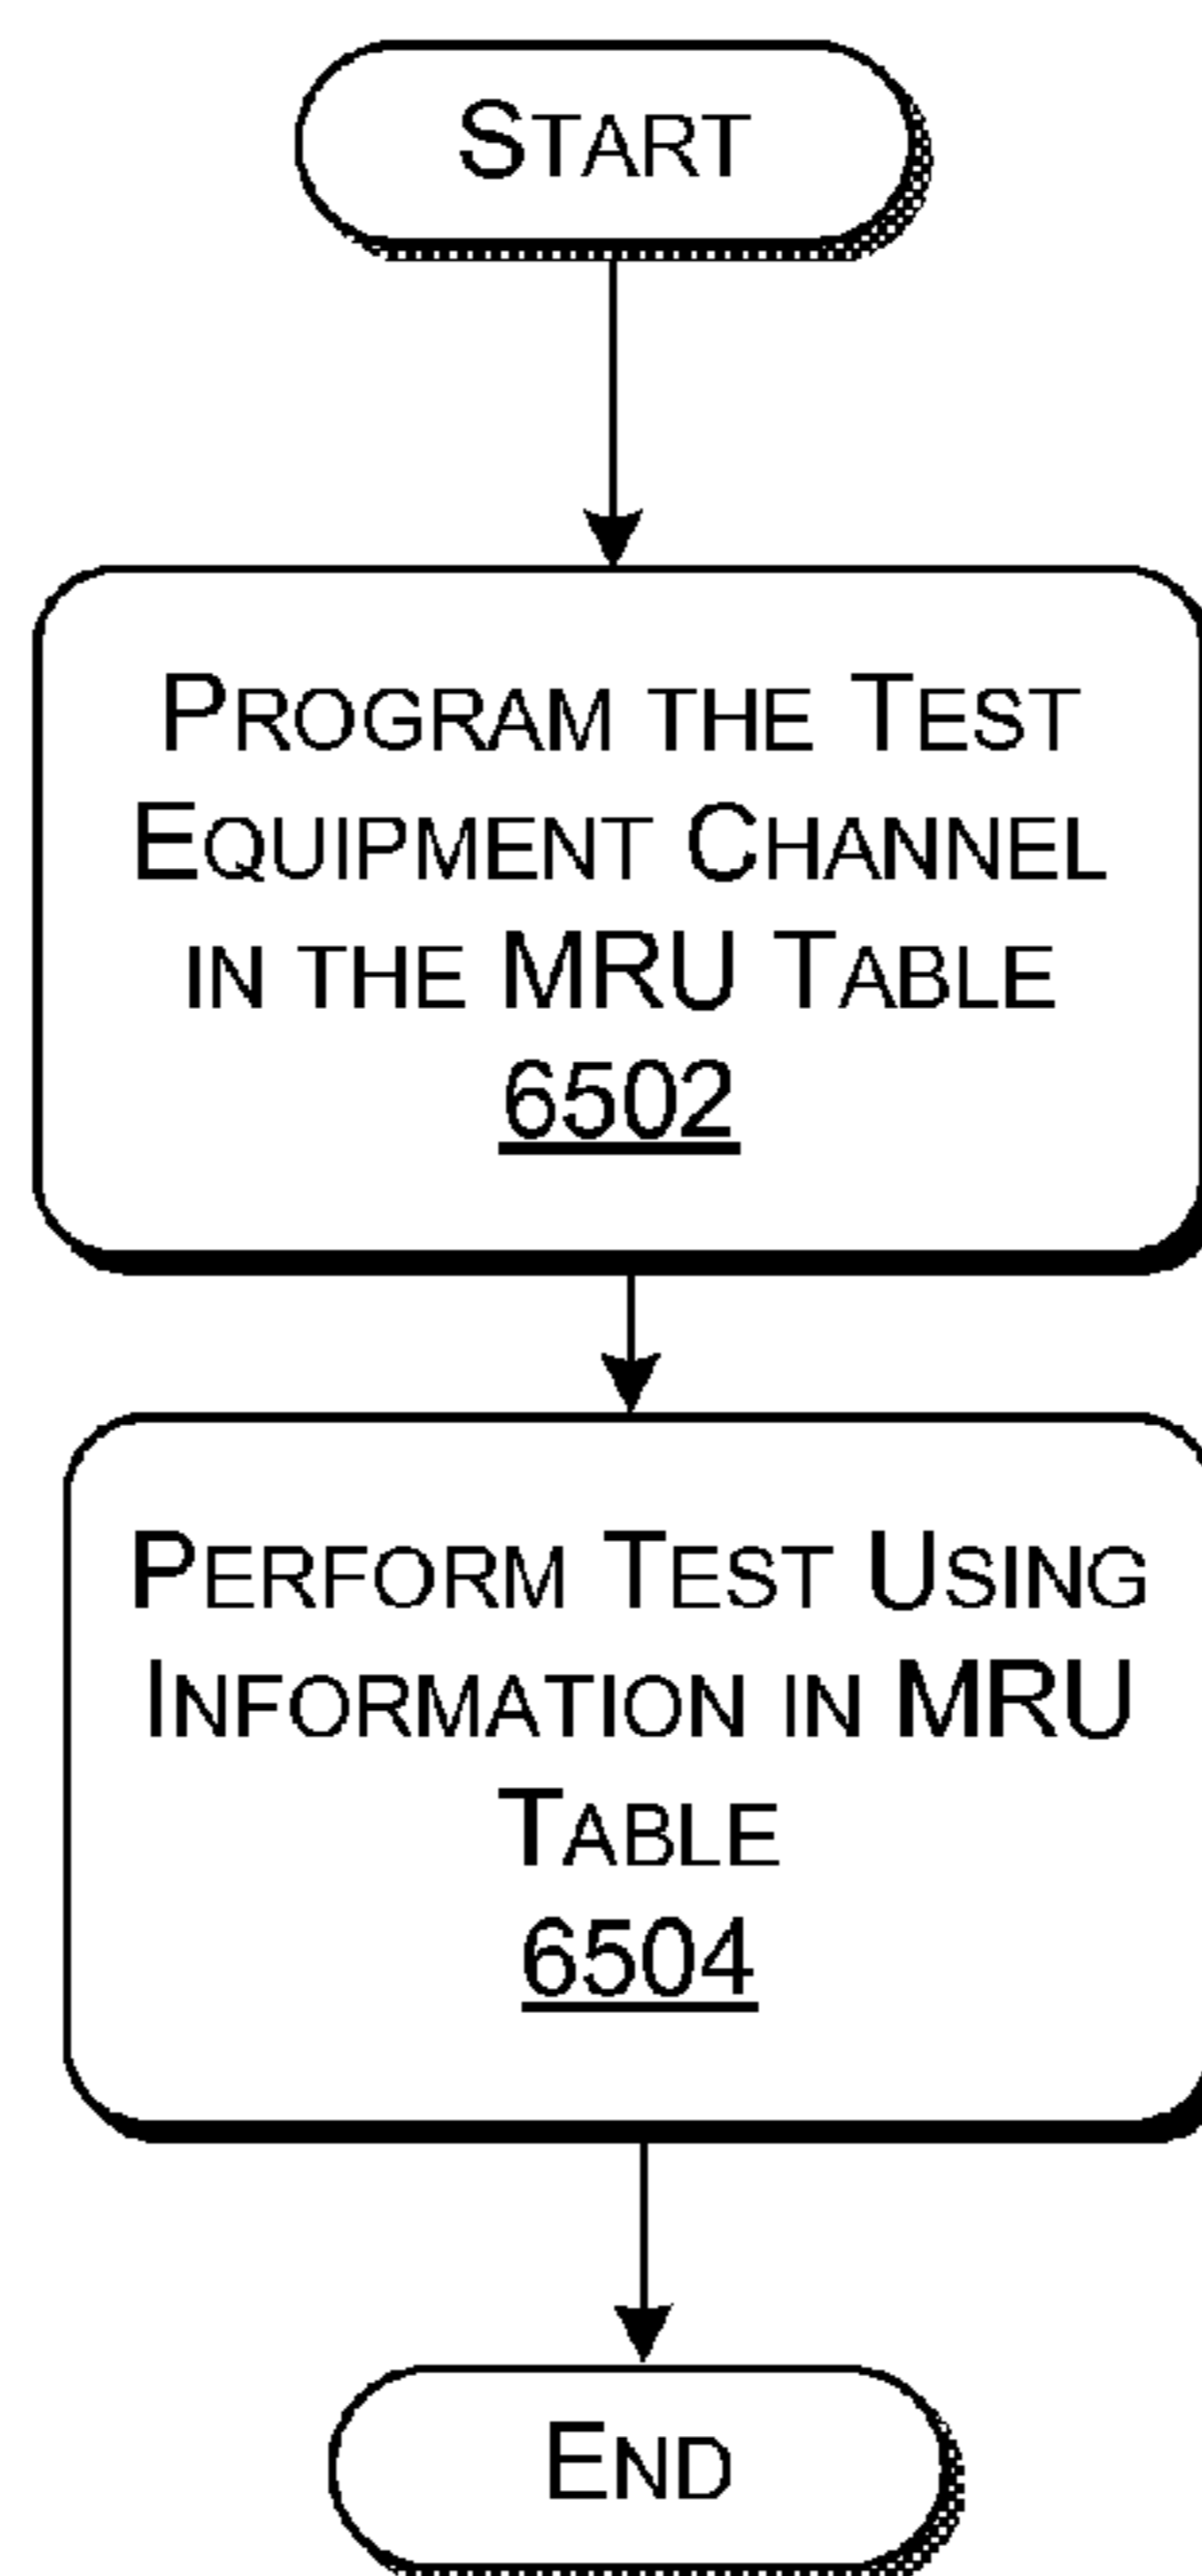 START
PROGRAM THE TEST
EQUIPMENT CHANNEL
IN THE MRU TABLE
6502
PERFORM TEST USING
INFORMATION IN MRU
TABLE
6504
END